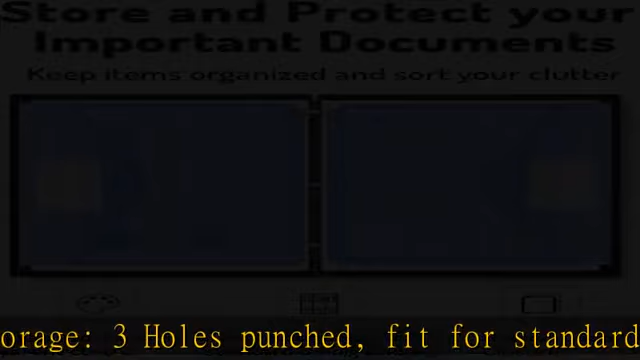 Store and Protect your
Important Documents
Keep items organized and sort your clutter
orage: 3 Holes punched, fit for standard